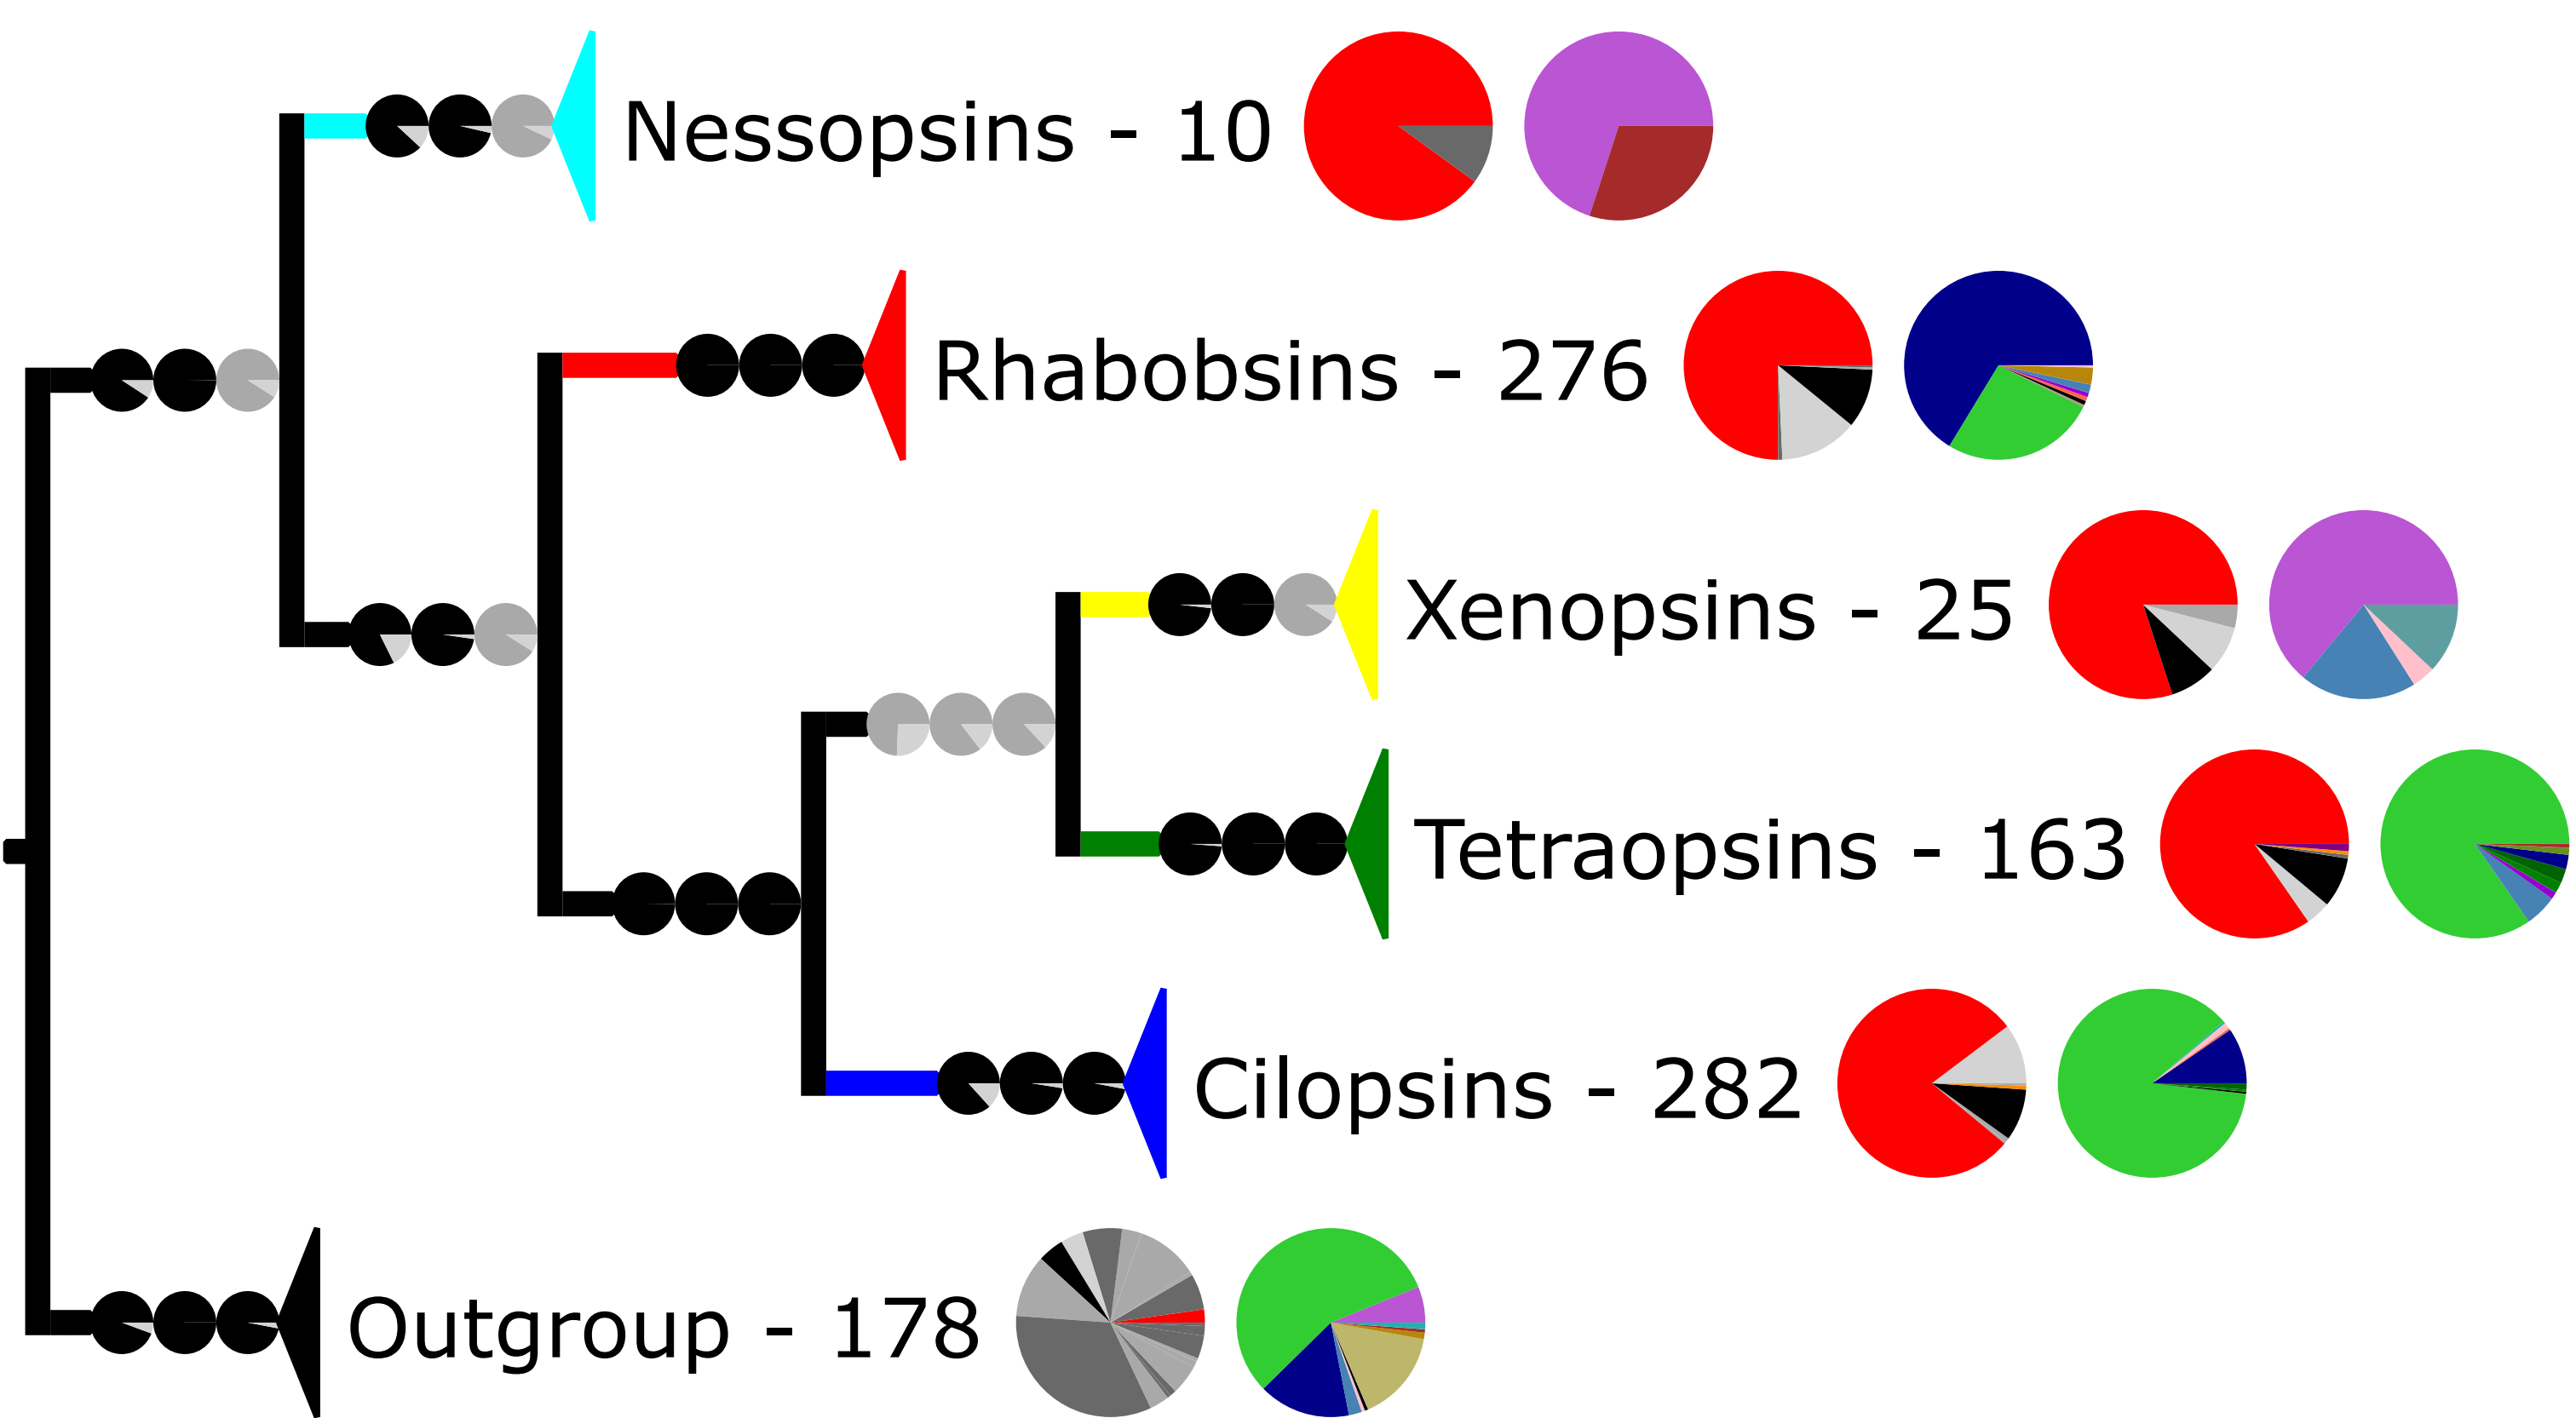 Nessopsins - 10
Rhabobsins - 276
Xenopsins - 25
Tetraopsins - 163
Cilopsins - 282
Outgroup - 178